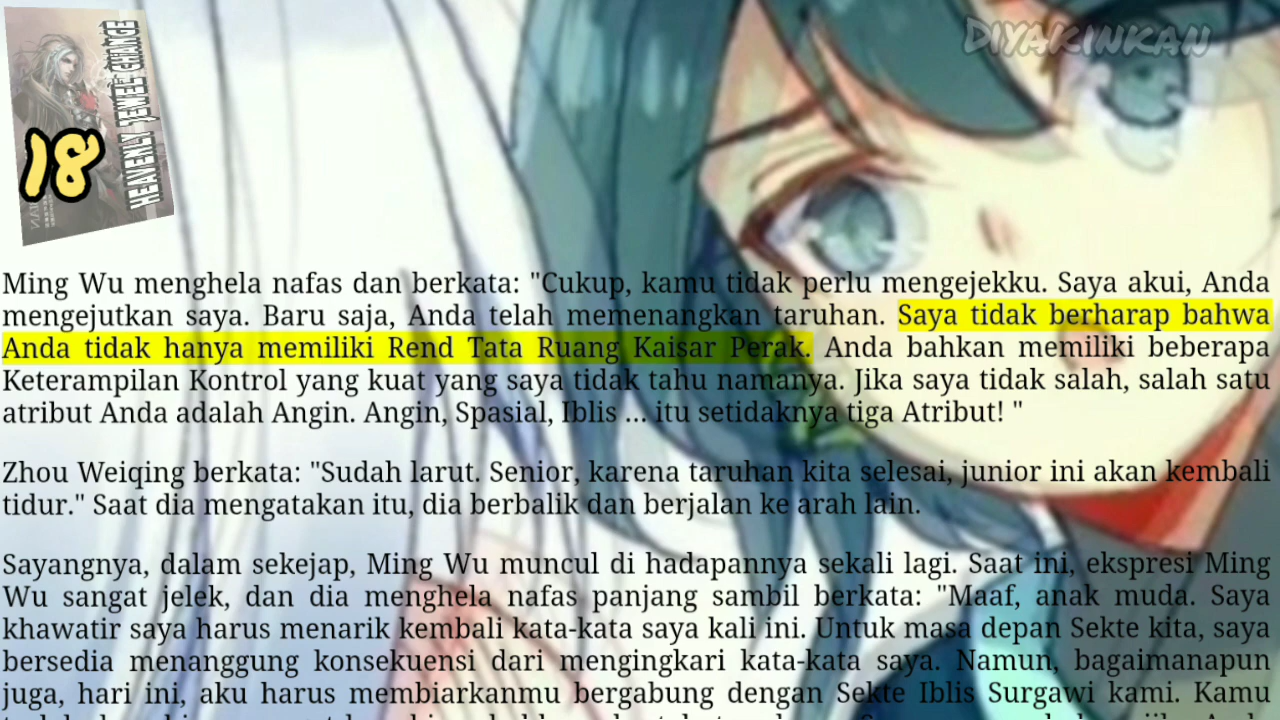 Diyakinkan
HEAVENLY JEWEL CHANGE
18
Ming Wu menghela nafas dan berkata: "Cukup, kamu tidak perlu mengejekku. Saya akui, Anda
mengejutkan saya. Baru saja, Anda telah memenangkan taruhan. Saya tidak berharap bahwa
Anda tidak hanya memiliki Rend Tata Ruang Kaisar Perak. Anda bahkan memiliki beberapa
Keterampilan Kontrol yang kuat yang saya tidak tahu namanya. Jika saya tidak salah, salah satu
atribut Anda adalah Angin. Angin, Spasial, Iblis ... itu setidaknya tiga Atribut! "
Zhou Weiqing berkata: "Sudah larut. Senior, karena taruhan kita selesai, junior ini akan kembali
tidur." Saat dia mengatakan itu, dia berbalik dan berjalan ke arah lain.
Sayangnya, dalam sekejap, Ming Wu muncul di hadapannya sekali lagi. Saat ini, ekspresi Ming
Wu sangat jelek, dan dia menghela nafas panjang sambil berkata: "Maaf, anak muda. Saya
khawatir saya harus menarik kembali kata-kata saya kali ini. Untuk masa depan Sekte kita, saya
bersedia menanggung konsekuensi dari mengingkari kata-kata saya. Namun, bagaimanapun
juga, hari ini, aku harus membiarkanmu bergabung dengan Sekte Iblis Surgawi kami. Kamu